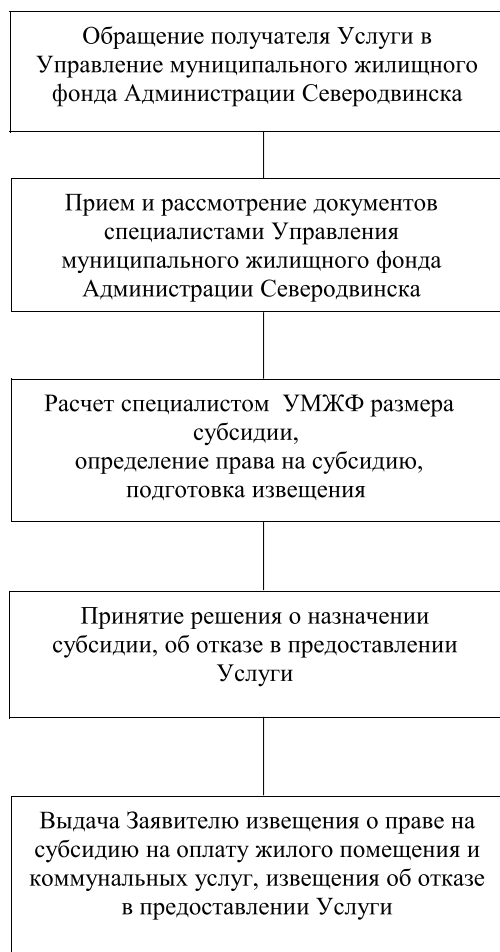 Обращение получателя Услуги в
Управление муниципального жилищного
фонда Администрации Северодвинска
Прием и рассмотрение документов
специалистами Управления
муниципального жилищного фонда
Администрации Северодвинска
Расчет специалистом  УМЖФ размера
субсидии,
определение права на субсидию,
подготовка извещения
Принятие решения о назначении
субсидии, об отказе в предоставлении
Услуги
Выдача Заявителю извещения о праве на
субсидию на оплату жилого помещения и
коммунальных услуг, извещения об отказе
в предоставлении Услуги